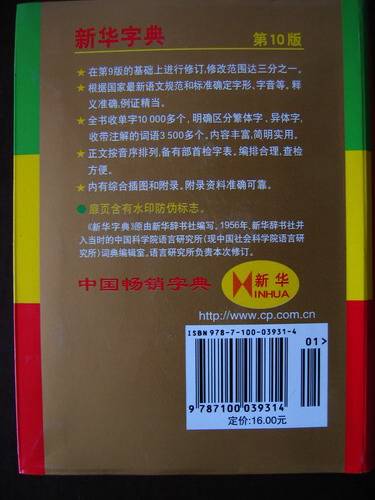 新华字典 第10版
★ 在第9版的基础上进行修订,修改范围达三分之一。
★ 根据国家最新语文规范和标准确定字形、字音等,释
义准确,例证精当。
★ 全书收单字10 000多个,明确区分繁体字、异体字,
收带注解的词语3 500多个。内容丰富,简明实用。
★ 正文按音序排列,备有部首检字表。编排合理,查检
方便。
★ 内有综合插图和附录。附录资料准确可靠。
● 扉页含有水印防伪标志。
《新华字典》原由新华辞书社编写,1956年,新华辞书社并
入当时的中国科学院语言研究所(现中国社会科学院语言研
究所)词典编辑室。语言研究所负责本次修订。
中国畅销字典 新华
XINHUA
http://www.cp.com.cn
ISBN 978-7-100-03931-4
01>
9 787100 039314
定价:16.00元